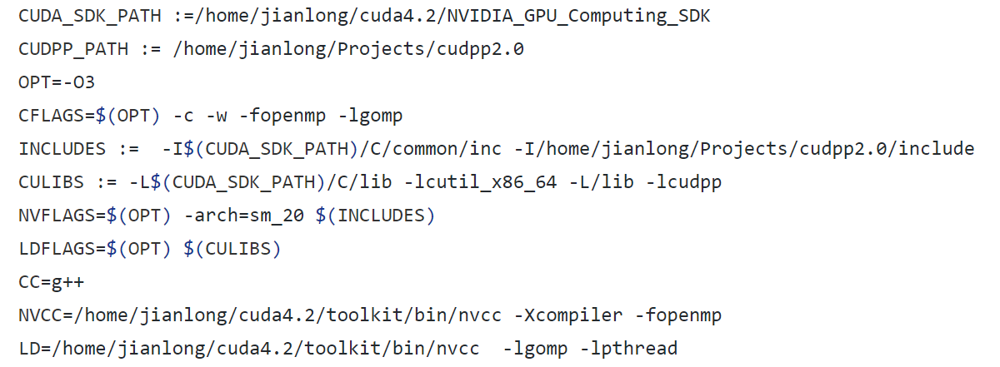 CUDA_SDK_PATH :=/home/jianlong/cuda4.2/NVIDIA_GPU_Computing_SDK
CUDPP_PATH := /home/jianlong/Projects/cudpp2.0
OPT=-O3
CFLAGS=$(OPT) -c -w -fopenmp -lgomp
INCLUDES :=  -I$(CUDA_SDK_PATH)/C/common/inc -I/home/jianlong/Projects/cudpp2.0/include
CULIBS := -L$(CUDA_SDK_PATH)/C/lib -lcutil_x86_64 -L/lib -lcudpp
NVFLAGS=$(OPT) -arch=sm_20 $(INCLUDES)
LDFLAGS=$(OPT) $(CULIBS)
CC=g++
NVCC=/home/jianlong/cuda4.2/toolkit/bin/nvcc -Xcompiler -fopenmp
LD=/home/jianlong/cuda4.2/toolkit/bin/nvcc  -lgomp -lpthread